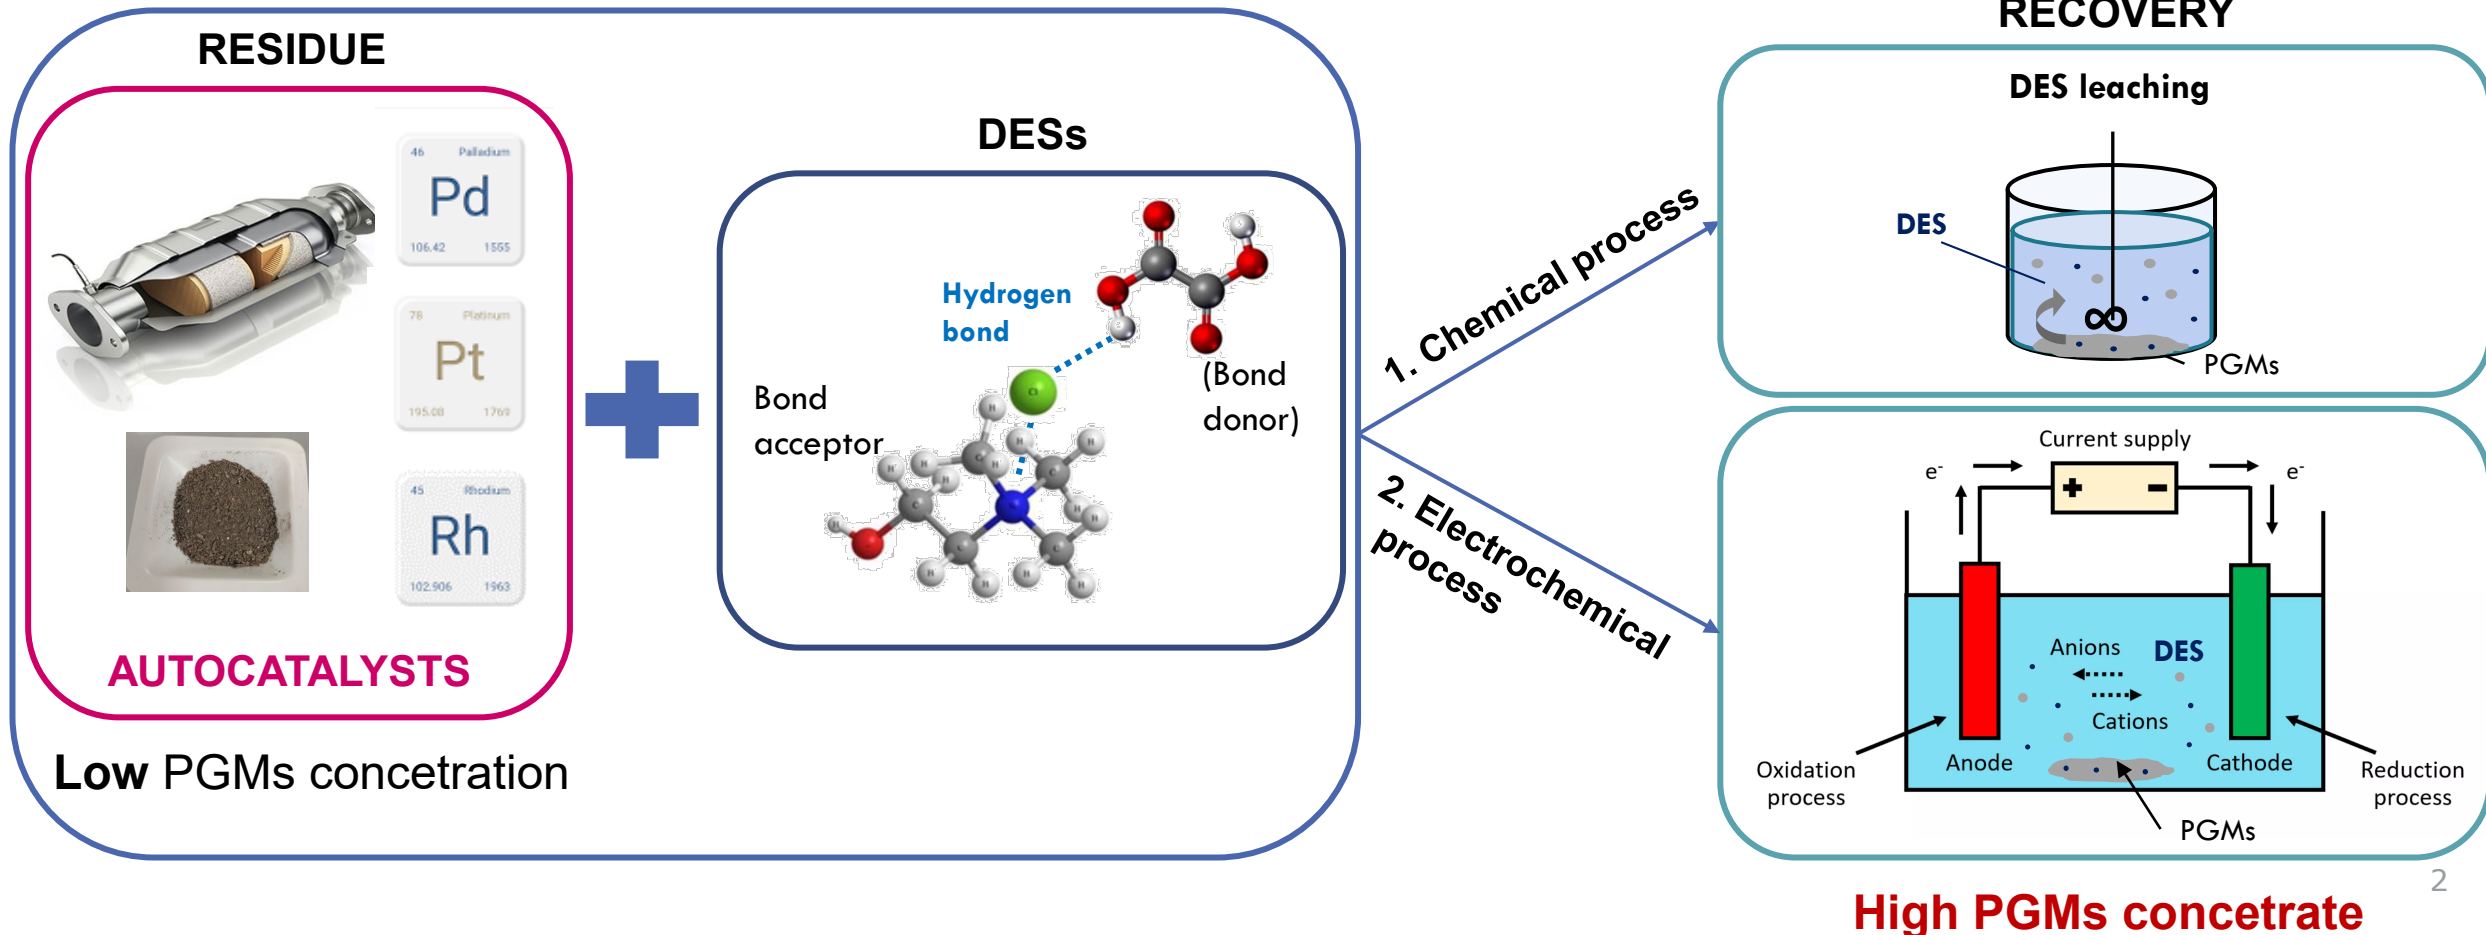 RESIDUE
46 Palladium
Pd
106.42 1555
78 Platinum
Pt
195.08 1769
45 Rhodium
Rh
102.906 1963
AUTOCATALYSTS
Low PGMs concetration
DESs
Hydrogen
bond
Cl
(Bond
donor)
Bond
acceptor
1. Chemical process
2. Electrochemical
process
RECOVERY
DES leaching
DES
PGMs
Current supply
e-
e-
+
−
Anions
DES
Cations
Anode
Cathode
Oxidation
process
Reduction
process
PGMs
2
High PGMs concetrate